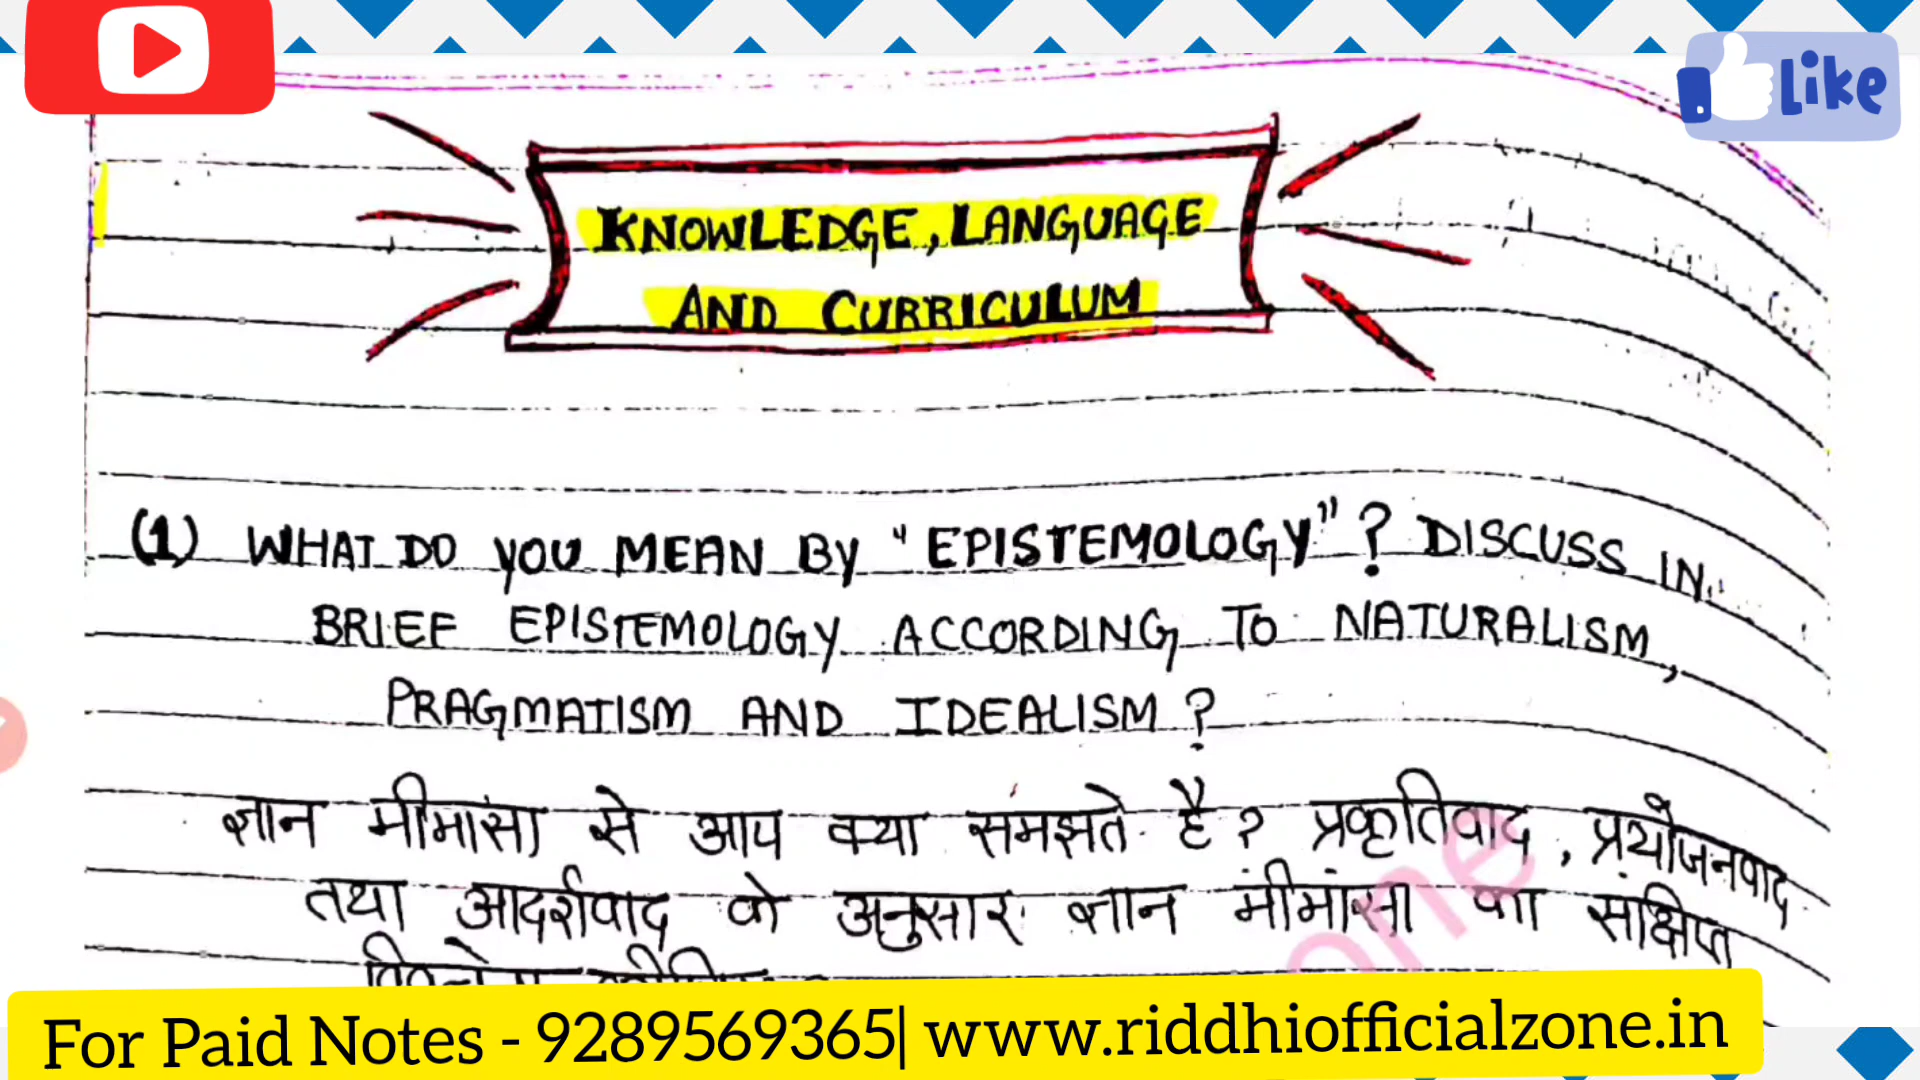 Like
KNOWLEDGE, LANGUAGE
AND CURRICULUM
(1) WHAT DO YOU MEAN BY "EPISTEMOLOGY"? DISCUSS IN
BRIEF EPISTEMOLOGY ACCORDING TO NATURALISM,
PRAGMATISM AND IDEALISM?
ज्ञान मीमांसा से आप क्या समझते है? प्रकृतिवाद, प्रयोजनवाद
तथा आदर्शवाद के अनुसार ज्ञान मीमांसा का संक्षिप्त
one
For Paid Notes - 9289569365| www.riddhiofficialzone.in